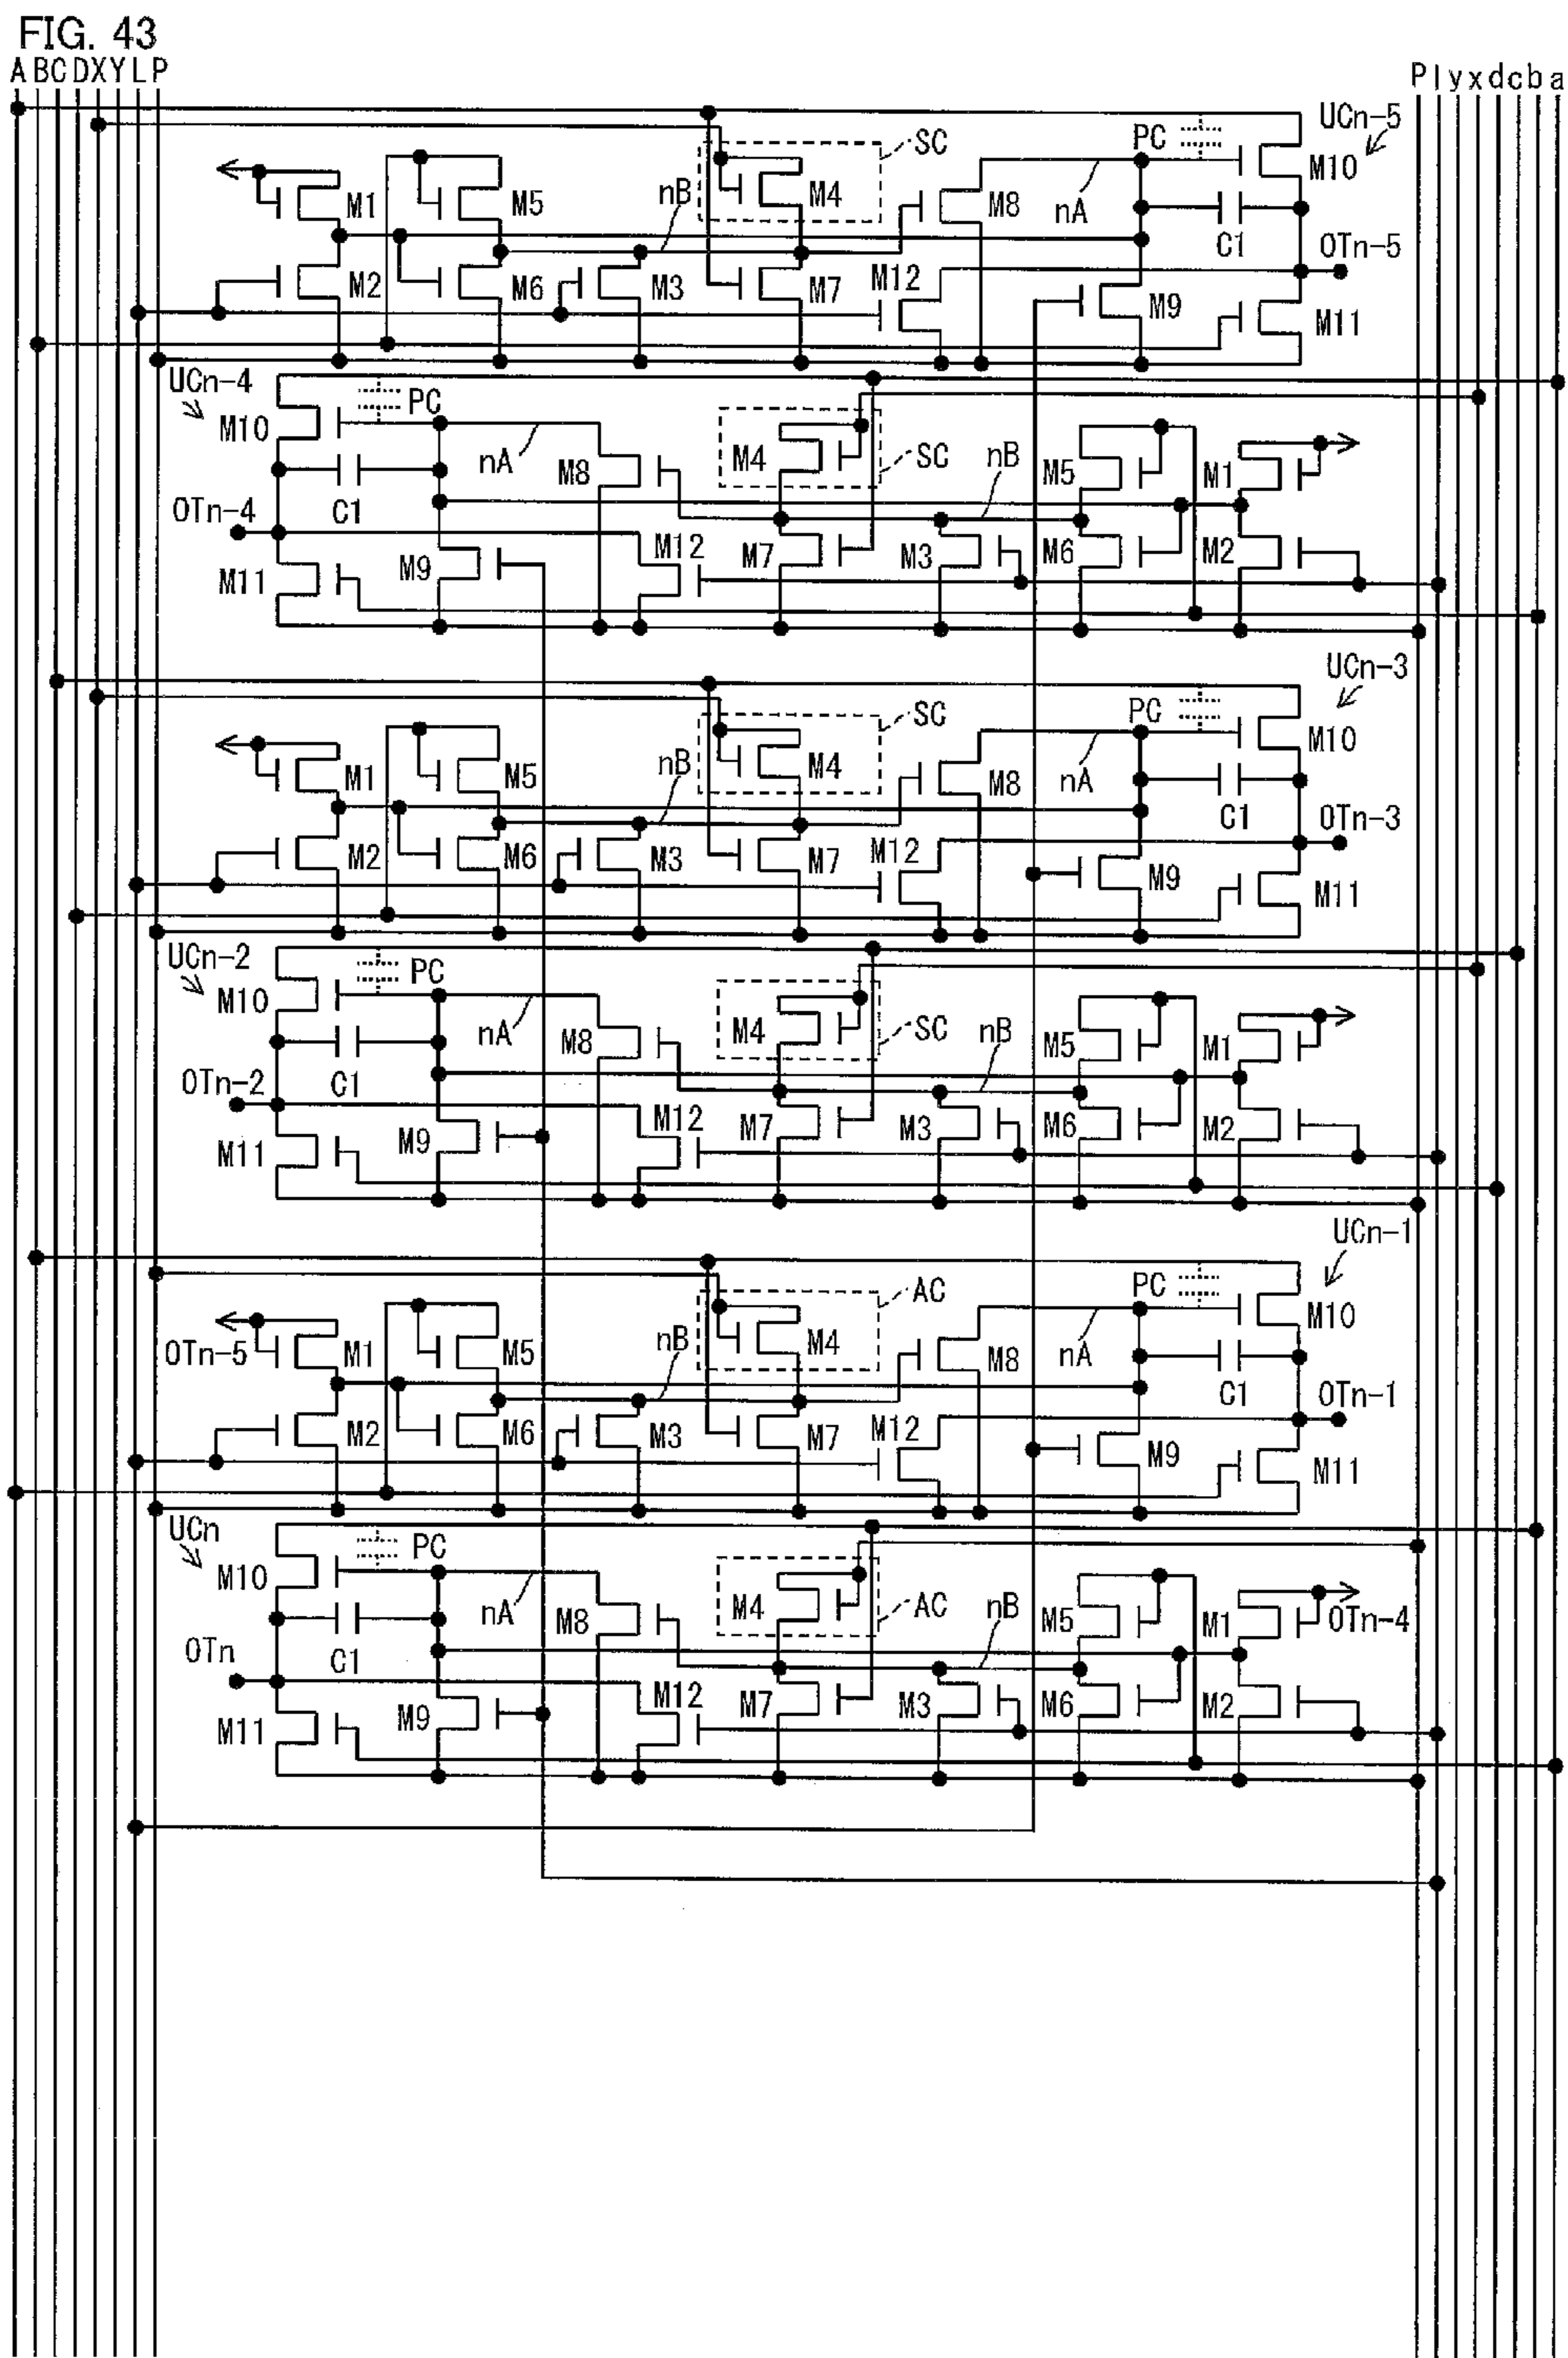 FIG. 43
A B C D X Y L P
P l y x d c b a
UCn-5
PC
SC
M10
M1
M5
nB
M4
M8
nA
C1
OTn-5
M2
M6
M3
M7
M12
M9
M11
UCn-4
PC
M10
nA
M8
M4
SC
nB
M5
M1
OTn-4
C1
M11
M9
M12
M7
M3
M6
M2
UCn-3
PC
SC
M10
M1
M5
nB
M4
M8
nA
C1
OTn-3
M2
M6
M3
M7
M12
M9
M11
UCn-2
PC
M10
nA
M8
M4
SC
nB
M5
M1
OTn-2
C1
M11
M9
M12
M7
M3
M6
M2
UCn-1
PC
AC
M10
OTn-5
M1
M5
nB
M4
M8
nA
C1
OTn-1
M2
M6
M3
M7
M12
M9
M11
UCn
PC
M10
nA
M8
M4
AC
nB
M5
M1
OTn-4
OTn
C1
M11
M9
M12
M7
M3
M6
M2